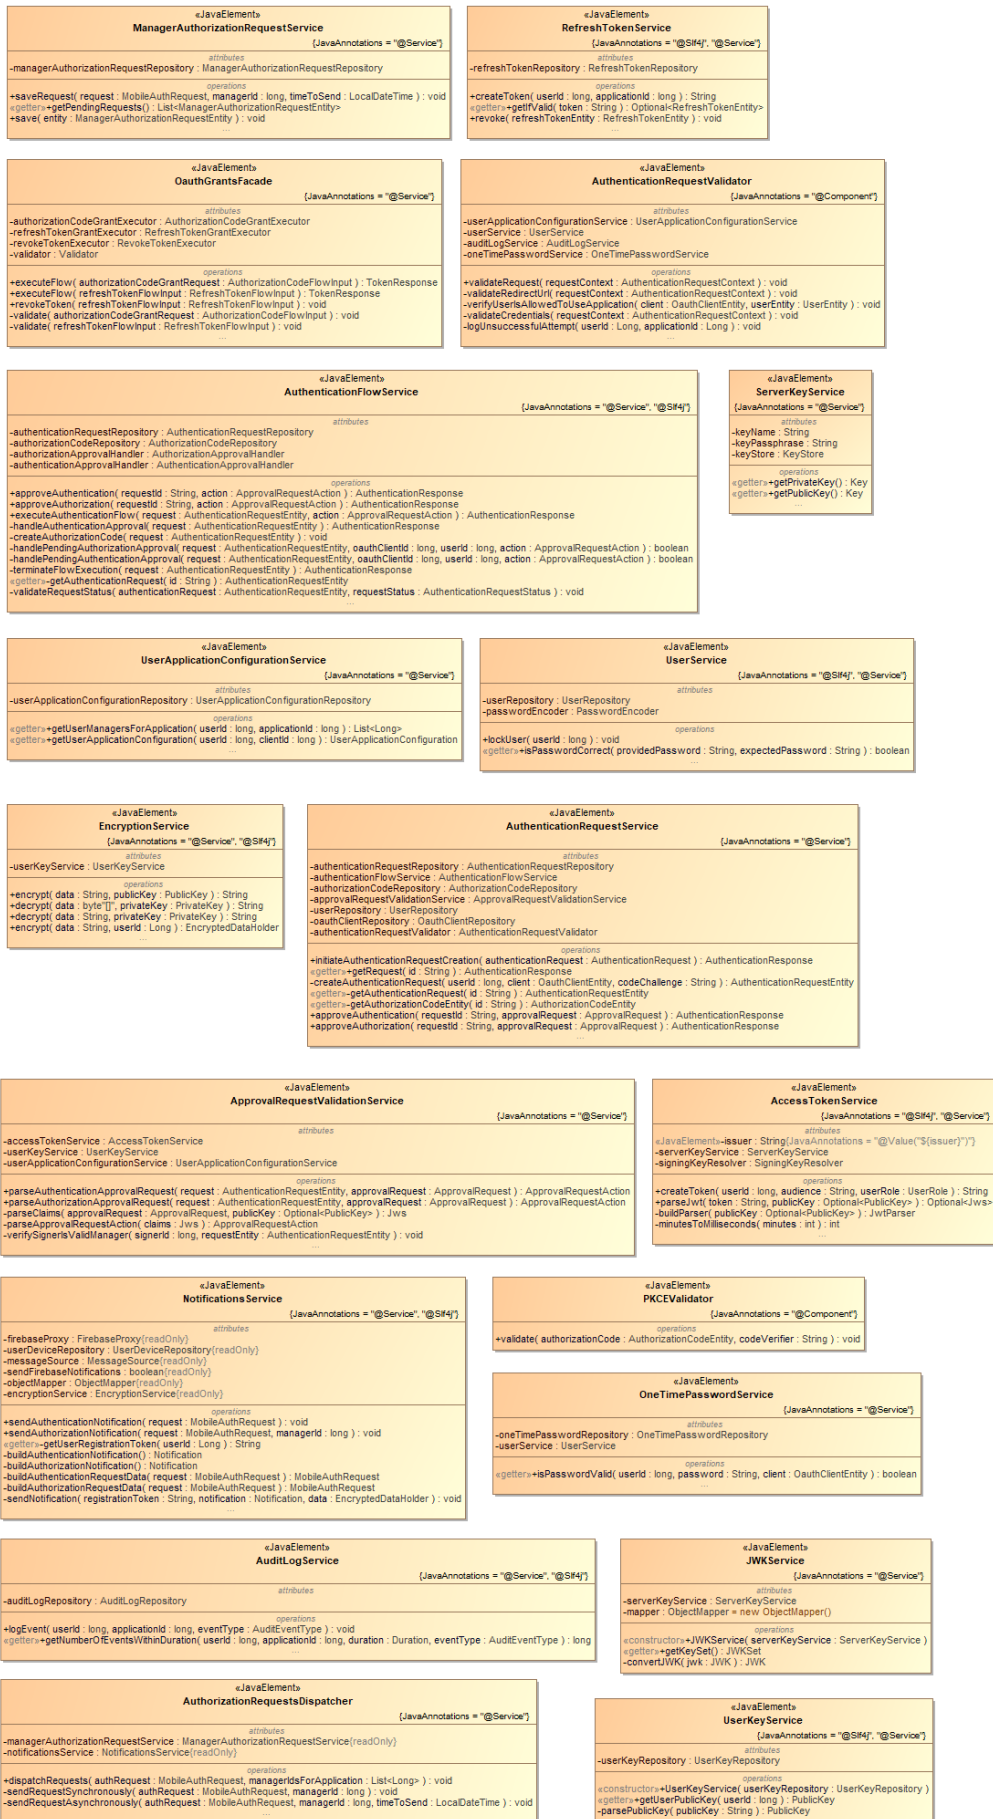 «JavaElement»
ManagerAuthorizationRequestService
{JavaAnnotations = "@Service"}
attributes
-managerAuthorizationRequestRepository : ManagerAuthorizationRequestRepository
operations
+saveRequest( request : MobileAuthRequest, managerId : long, timeToSend : LocalDateTime ) : void
«getter»+getPendingRequests() : List<ManagerAuthorizationRequestEntity>
+save( entity : ManagerAuthorizationRequestEntity ) : void
...
«JavaElement»
RefreshTokenService
{JavaAnnotations = "@Slf4j", "@Service"}
attributes
-refreshTokenRepository : RefreshTokenRepository
operations
+createToken( userId : long, applicationId : long ) : String
«getter»+getIfValid( token : String ) : Optional<RefreshTokenEntity>
+revoke( refreshTokenEntity : RefreshTokenEntity ) : void
...
«JavaElement»
OauthGrantsFacade
{JavaAnnotations = "@Service"}
attributes
-authorizationCodeGrantExecutor : AuthorizationCodeGrantExecutor
-refreshTokenGrantExecutor : RefreshTokenGrantExecutor
-revokeTokenExecutor : RevokeTokenExecutor
-validator : Validator
operations
+executeFlow( authorizationCodeGrantRequest : AuthorizationCodeFlowInput ) : TokenResponse
+executeFlow( refreshTokenFlowInput : RefreshTokenFlowInput ) : TokenResponse
+revokeToken( refreshTokenFlowInput : RefreshTokenFlowInput ) : void
-validate( authorizationCodeGrantRequest : AuthorizationCodeFlowInput ) : void
-validate( refreshTokenFlowInput : RefreshTokenFlowInput ) : void
...
«JavaElement»
AuthenticationRequestValidator
{JavaAnnotations = "@Component"}
attributes
-userApplicationConfigurationService : UserApplicationConfigurationService
-userService : UserService
-auditLogService : AuditLogService
-oneTimePasswordService : OneTimePasswordService
operations
+validateRequest( requestContext : AuthenticationRequestContext ) : void
-validateRedirectUrl( requestContext : AuthenticationRequestContext ) : void
-verifyUserIsAllowedToUseApplication( client : OauthClientEntity, userEntity : UserEntity ) : void
-validateCredentials( requestContext : AuthenticationRequestContext ) : void
-logUnsuccessfulAttempt( userId : Long, applicationId : Long ) : void
...
«JavaElement»
AuthenticationFlowService
{JavaAnnotations = "@Service", "@Slf4j"}
attributes
-authenticationRequestRepository : AuthenticationRequestRepository
-authorizationCodeRepository : AuthorizationCodeRepository
-authorizationApprovalHandler : AuthorizationApprovalHandler
-authenticationApprovalHandler : AuthenticationApprovalHandler
operations
+approveAuthentication( requestId : String, action : ApprovalRequestAction ) : AuthenticationResponse
+approveAuthorization( requestId : String, action : ApprovalRequestAction ) : AuthenticationResponse
+executeAuthenticationFlow( request : AuthenticationRequestEntity, action : ApprovalRequestAction ) : AuthenticationResponse
-handleAuthenticationApproval( request : AuthenticationRequestEntity ) : AuthenticationResponse
-createAuthorizationCode( request : AuthenticationRequestEntity ) : void
-handlePendingAuthorizationApproval( request : AuthenticationRequestEntity, oauthClientId : long, userId : long, action : ApprovalRequestAction ) : boolean
-handlePendingAuthenticationApproval( request : AuthenticationRequestEntity, oauthClientId : long, userId : long, action : ApprovalRequestAction ) : boolean
-terminateFlowExecution( request : AuthenticationRequestEntity ) : AuthenticationResponse
«getter»-getAuthenticationRequest( id : String ) : AuthenticationRequestEntity
-validateRequestStatus( authenticationRequest : AuthenticationRequestEntity, requestStatus : AuthenticationRequestStatus ) : void
...
«JavaElement»
ServerKeyService
{JavaAnnotations = "@Service"}
attributes
-keyName : String
-keyPassphrase : String
-keyStore : KeyStore
operations
«getter»+getPrivateKey() : Key
«getter»+getPublicKey() : Key
...
«JavaElement»
UserApplicationConfigurationService
{JavaAnnotations = "@Service"}
attributes
-userApplicationConfigurationRepository : UserApplicationConfigurationRepository
operations
«getter»+getUserManagersForApplication( userId : long, applicationId : long ) : List<Long>
«getter»+getUserApplicationConfiguration( userId : long, clientId : long ) : UserApplicationConfiguration
...
«JavaElement»
UserService
{JavaAnnotations = "@Slf4j", "@Service"}
attributes
-userRepository : UserRepository
-passwordEncoder : PasswordEncoder
operations
+lockUser( userId : long ) : void
«getter»+isPasswordCorrect( providedPassword : String, expectedPassword : String ) : boolean
...
«JavaElement»
EncryptionService
{JavaAnnotations = "@Service", "@Slf4j"}
attributes
-userKeyService : UserKeyService
operations
+encrypt( data : String, publicKey : PublicKey ) : String
+decrypt( data : byte"[]", privateKey : PrivateKey ) : String
+decrypt( data : String, privateKey : PrivateKey ) : String
+encrypt( data : String, userId : Long ) : EncryptedDataHolder
...
«JavaElement»
AuthenticationRequestService
{JavaAnnotations = "@Service"}
attributes
-authenticationRequestRepository : AuthenticationRequestRepository
-authenticationFlowService : AuthenticationFlowService
-authorizationCodeRepository : AuthorizationCodeRepository
-approvalRequestValidationService : ApprovalRequestValidationService
-userRepository : UserRepository
-oauthClientRepository : OauthClientRepository
-authenticationRequestValidator : AuthenticationRequestValidator
operations
+initiateAuthenticationRequestCreation( authenticationRequest : AuthenticationRequest ) : AuthenticationResponse
«getter»+getRequest( id : String ) : AuthenticationResponse
-createAuthenticationRequest( userId : long, client : OauthClientEntity, codeChallenge : String ) : AuthenticationRequestEntity
«getter»-getAuthenticationRequest( id : String ) : AuthenticationRequestEntity
«getter»-getAuthorizationCodeEntity( id : String ) : AuthorizationCodeEntity
+approveAuthentication( requestId : String, approvalRequest : ApprovalRequest ) : AuthenticationResponse
+approveAuthorization( requestId : String, approvalRequest : ApprovalRequest ) : AuthenticationResponse
...
«JavaElement»
ApprovalRequestValidationService
{JavaAnnotations = "@Service"}
attributes
-accessTokenService : AccessTokenService
-userKeyService : UserKeyService
-userApplicationConfigurationService : UserApplicationConfigurationService
operations
+parseAuthenticationApprovalRequest( request : AuthenticationRequestEntity, approvalRequest : ApprovalRequest ) : ApprovalRequestAction
+parseAuthorizationApprovalRequest( request : AuthenticationRequestEntity, approvalRequest : ApprovalRequest ) : ApprovalRequestAction
-parseClaims( approvalRequest : ApprovalRequest, publicKey : Optional<PublicKey> ) : Jws
-parseApprovalRequestAction( claims : Jws ) : ApprovalRequestAction
-verifySignerIsValidManager( signerId : long, requestEntity : AuthenticationRequestEntity ) : void
...
«JavaElement»
AccessTokenService
{JavaAnnotations = "@Slf4j", "@Service"}
attributes
«JavaElement»-issuer : String{JavaAnnotations = "@Value("${issuer}")"}
-serverKeyService : ServerKeyService
-signingKeyResolver : SigningKeyResolver
operations
+createToken( userId : long, audience : String, userRole : UserRole ) : String
+parseJwt( token : String, publicKey : Optional<PublicKey> ) : Optional<Jws>
-buildParser( publicKey : Optional<PublicKey> ) : JwtParser
-minutesToMilliseconds( minutes : int ) : int
...
«JavaElement»
NotificationsService
{JavaAnnotations = "@Service", "@Slf4j"}
attributes
-firebaseProxy : FirebaseProxy{readOnly}
-userDeviceRepository : UserDeviceRepository{readOnly}
-messageSource : MessageSource{readOnly}
-sendFirebaseNotifications : boolean{readOnly}
-objectMapper : ObjectMapper{readOnly}
-encryptionService : EncryptionService{readOnly}
operations
+sendAuthenticationNotification( request : MobileAuthRequest ) : void
+sendAuthorizationNotification( request : MobileAuthRequest, managerId : long ) : void
«getter»-getUserRegistrationToken( userId : Long ) : String
-buildAuthenticationNotification() : Notification
-buildAuthorizationNotification() : Notification
-buildAuthenticationRequestData( request : MobileAuthRequest ) : MobileAuthRequest
-buildAuthorizationRequestData( request : MobileAuthRequest ) : MobileAuthRequest
-sendNotification( registrationToken : String, notification : Notification, data : EncryptedDataHolder ) : void
...
«JavaElement»
PKCEValidator
{JavaAnnotations = "@Component"}
operations
+validate( authorizationCode : AuthorizationCodeEntity, codeVerifier : String ) : void
«JavaElement»
OneTimePasswordService
{JavaAnnotations = "@Service"}
attributes
-oneTimePasswordRepository : OneTimePasswordRepository
-userService : UserService
operations
«getter»+isPasswordValid( userId : long, password : String, client : OauthClientEntity ) : boolean
...
«JavaElement»
AuditLogService
{JavaAnnotations = "@Service", "@Slf4j"}
attributes
-auditLogRepository : AuditLogRepository
operations
+logEvent( userId : long, applicationId : long, eventType : AuditEventType ) : void
«getter»+getNumberOfEventsWithinDuration( userId : long, applicationId : long, duration : Duration, eventType : AuditEventType ) : long
...
«JavaElement»
JWKService
{JavaAnnotations = "@Service"}
attributes
-serverKeyService : ServerKeyService
-mapper : ObjectMapper = new ObjectMapper()
operations
«constructor»+JWKService( serverKeyService : ServerKeyService )
«getter»+getKeySet() : JWKSet
-convertJWK( jwk : JWK ) : JWK
«JavaElement»
AuthorizationRequestsDispatcher
{JavaAnnotations = "@Service"}
attributes
-managerAuthorizationRequestService : ManagerAuthorizationRequestService{readOnly}
-notificationsService : NotificationsService{readOnly}
operations
+dispatchRequests( authRequest : MobileAuthRequest, managerIdsForApplication : List<Long> ) : void
-sendRequestSynchronously( authRequest : MobileAuthRequest, managerId : long ) : void
-sendRequestAsynchronously( authRequest : MobileAuthRequest, managerId : long, timeToSend : LocalDateTime ) : void
...
«JavaElement»
UserKeyService
{JavaAnnotations = "@Slf4j", "@Service"}
attributes
-userKeyRepository : UserKeyRepository
operations
«constructor»+UserKeyService( userKeyRepository : UserKeyRepository )
«getter»+getUserPublicKey( userId : long ) : PublicKey
-parsePublicKey( publicKey : String ) : PublicKey